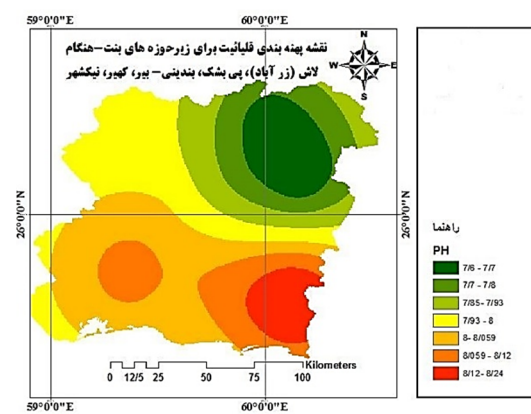 59°0'0"E 60°0'0"E
نقشه پهنه بندی قلیائیت برای زیرحوزه های بنت-هنگام
لاش (زر آباد)، پی بشک، بندینی- بیر، کهیر، نیکشهر
N
W E
S
26°0'0"N 26°0'0"N
راهنما
PH
7/6 - 7/7
7/7 - 7/8
7/85- 7/93
7/93 - 8
8- 8/059
8/059 - 8/12
8/12- 8/24
Kilometers
0 12/5 25 50 75 100
59°0'0"E 60°0'0"E